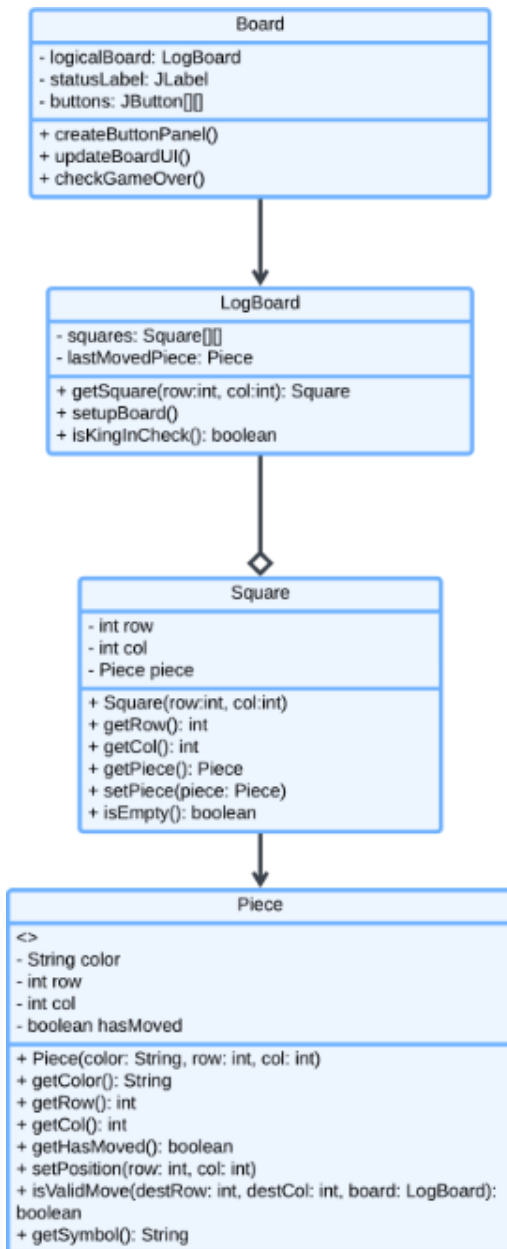 Board
- logicalBoard: LogBoard
- statusLabel: JLabel
- buttons: JButton[][]
+ createButtonPanel()
+ updateBoardUI()
+ checkGameOver()
LogBoard
- squares: Square[][]
- lastMovedPiece: Piece
+ getSquare(row:int, col:int): Square
+ setupBoard()
+ isKingInCheck(): boolean
Square
- int row
- int col
- Piece piece
+ Square(row:int, col:int)
+ getRow(): int
+ getCol(): int
+ getPiece(): Piece
+ setPiece(piece: Piece)
+ isEmpty(): boolean
Piece
<>
- String color
- int row
- int col
- boolean hasMoved
+ Piece(color: String, row: int, col: int)
+ getColor(): String
+ getRow(): int
+ getCol(): int
+ getHasMoved(): boolean
+ setPosition(row: int, col: int)
+ isValidMove(destRow: int, destCol: int, board: LogBoard):
boolean
+ getSymbol(): String